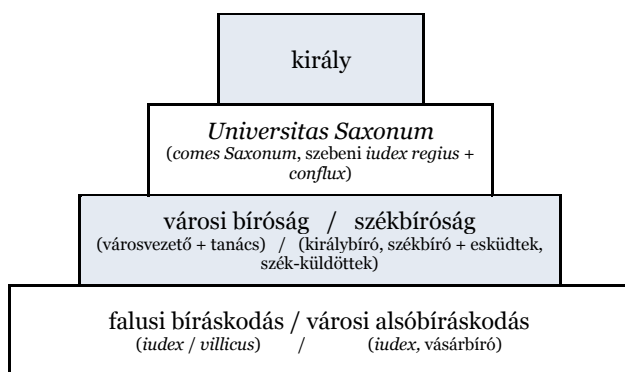 király
Universitas Saxonum
(comes Saxonum, szebeni iudex regius +
conflux)
városi bíróság / székbíróság
(városvezető + tanács) / (királybíró, székbíró + esküdtek,
szék-küldöttek)
falusi bíráskodás / városi alsóbíráskodás
(iudex / villicus) / (iudex, vásárbíró)